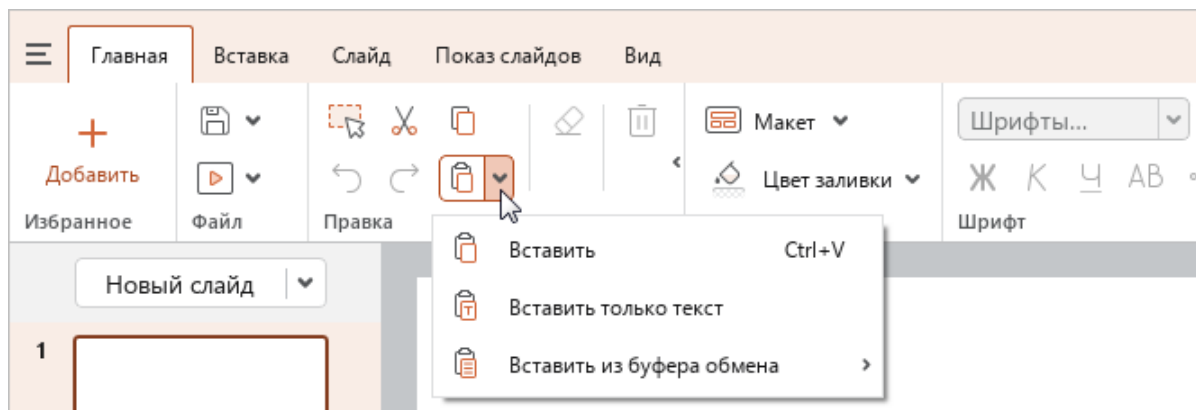 Главная Вставка Слайд Показ слайдов Вид
Добавить
Макет
Цвет заливки
Шрифты...
Ж К Ч АВ
Избранное Файл Правка Шрифт
Вставить Ctrl+V
Вставить только текст
Вставить из буфера обмена
Новый слайд
1